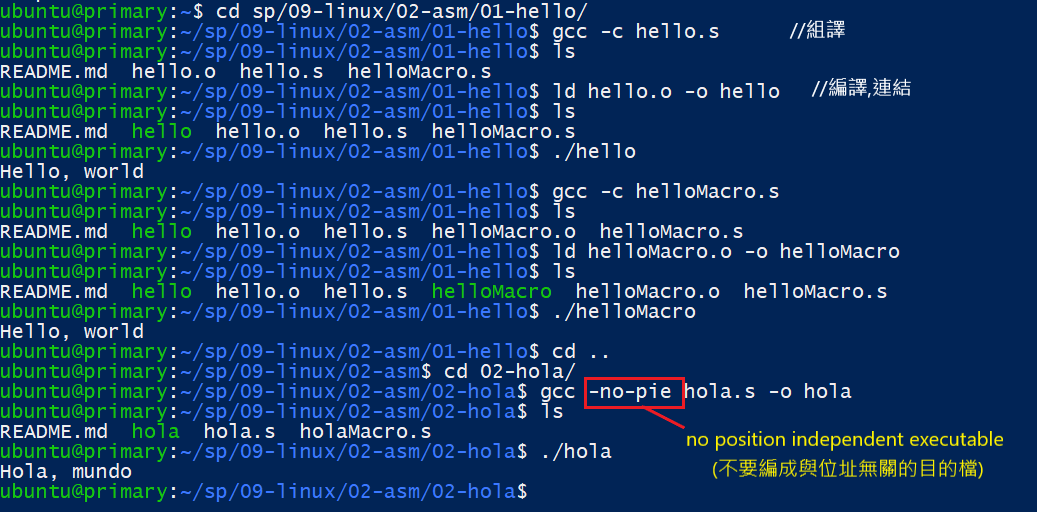 ubuntu@primary:~$ cd sp/09-linux/02-asm/01-hello/
ubuntu@primary:~/sp/09-linux/02-asm/01-hello$ gcc -c hello.s //組譯
ubuntu@primary:~/sp/09-linux/02-asm/01-hello$ ls
README.md hello.o hello.s helloMacro.s
ubuntu@primary:~/sp/09-linux/02-asm/01-hello$ ld hello.o -o hello //編譯,連結
ubuntu@primary:~/sp/09-linux/02-asm/01-hello$ ls
README.md hello hello.o hello.s helloMacro.s
ubuntu@primary:~/sp/09-linux/02-asm/01-hello$ ./hello
Hello, world
ubuntu@primary:~/sp/09-linux/02-asm/01-hello$ gcc -c helloMacro.s
ubuntu@primary:~/sp/09-linux/02-asm/01-hello$ ls
README.md hello hello.o hello.s helloMacro.o helloMacro.s
ubuntu@primary:~/sp/09-linux/02-asm/01-hello$ ld helloMacro.o -o helloMacro
ubuntu@primary:~/sp/09-linux/02-asm/01-hello$ ls
README.md hello hello.o hello.s helloMacro helloMacro.o helloMacro.s
ubuntu@primary:~/sp/09-linux/02-asm/01-hello$ ./helloMacro
Hello, world
ubuntu@primary:~/sp/09-linux/02-asm/01-hello$ cd ..
ubuntu@primary:~/sp/09-linux/02-asm$ cd 02-hola/
ubuntu@primary:~/sp/09-linux/02-asm/02-hola$ gcc -no-pie hola.s -o hola
ubuntu@primary:~/sp/09-linux/02-asm/02-hola$ ls
README.md hola hola.s holaMacro.s
no position independent executable
ubuntu@primary:~/sp/09-linux/02-asm/02-hola$ ./hola
Hola, mundo
(不要編成與位址無關的目的檔)
ubuntu@primary:~/sp/09-linux/02-asm/02-hola$